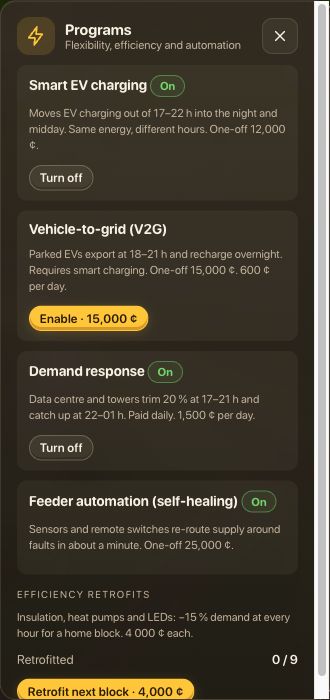 Programs
Flexibility, efficiency and automation
Smart EV charging On
Moves EV charging out of 17–22 h into the night and
midday. Same energy, different hours. One-off 12,000
¢.
Turn off
Vehicle-to-grid (V2G)
Parked EVs export at 18–21 h and recharge overnight.
Requires smart charging. One-off 15,000 ¢. 600 ¢
per day.
Enable · 15,000 ¢
Demand response On
Data centre and towers trim 20 % at 17–21 h and
catch up at 22–01 h. Paid daily. 1,500 ¢ per day.
Turn off
Feeder automation (self-healing) On
Sensors and remote switches re-route supply around
faults in about a minute. One-off 25,000 ¢.
EFFICIENCY RETROFITS
Insulation, heat pumps and LEDs: −15 % demand at every
hour for a home block. 4 000 ¢ each.
Retrofitted 0 / 9
Retrofit next block · 4,000 ¢